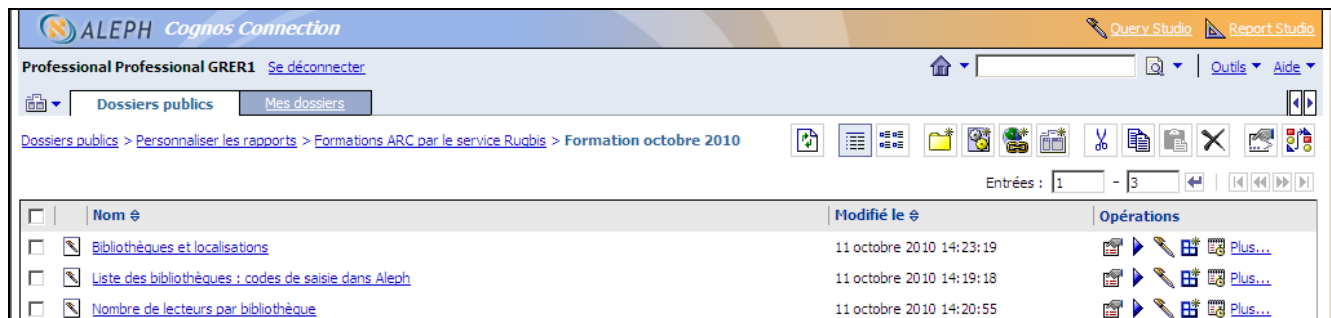 ALEPH Cognos Connection Query Studio Report Studio
Professional Professional GRER1 Se déconnecter Outils Aide
Dossiers publics Mes dossiers
Dossiers publics > Personnaliser les rapports > Formations ARC par le service Rugbis > Formation octobre 2010
Entrées : 1 - 3
Nom Modifié le Opérations
Bibliothèques et localisations 11 octobre 2010 14:23:19 Plus...
Liste des bibliothèques : codes de saisie dans Aleph 11 octobre 2010 14:19:18 Plus...
Nombre de lecteurs par bibliothèque 11 octobre 2010 14:20:55 Plus...